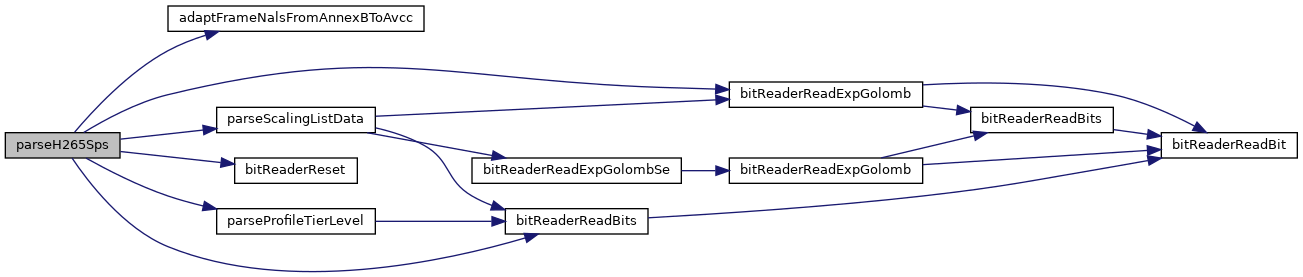 parseH265Sps
adaptFrameNalsFromAnnexBToAvcc
parseScalingListData
bitReaderReset
parseProfileTierLevel
bitReaderReadExpGolombSe
bitReaderReadBits
bitReaderReadExpGolomb
bitReaderReadExpGolomb
bitReaderReadBits
bitReaderReadBit